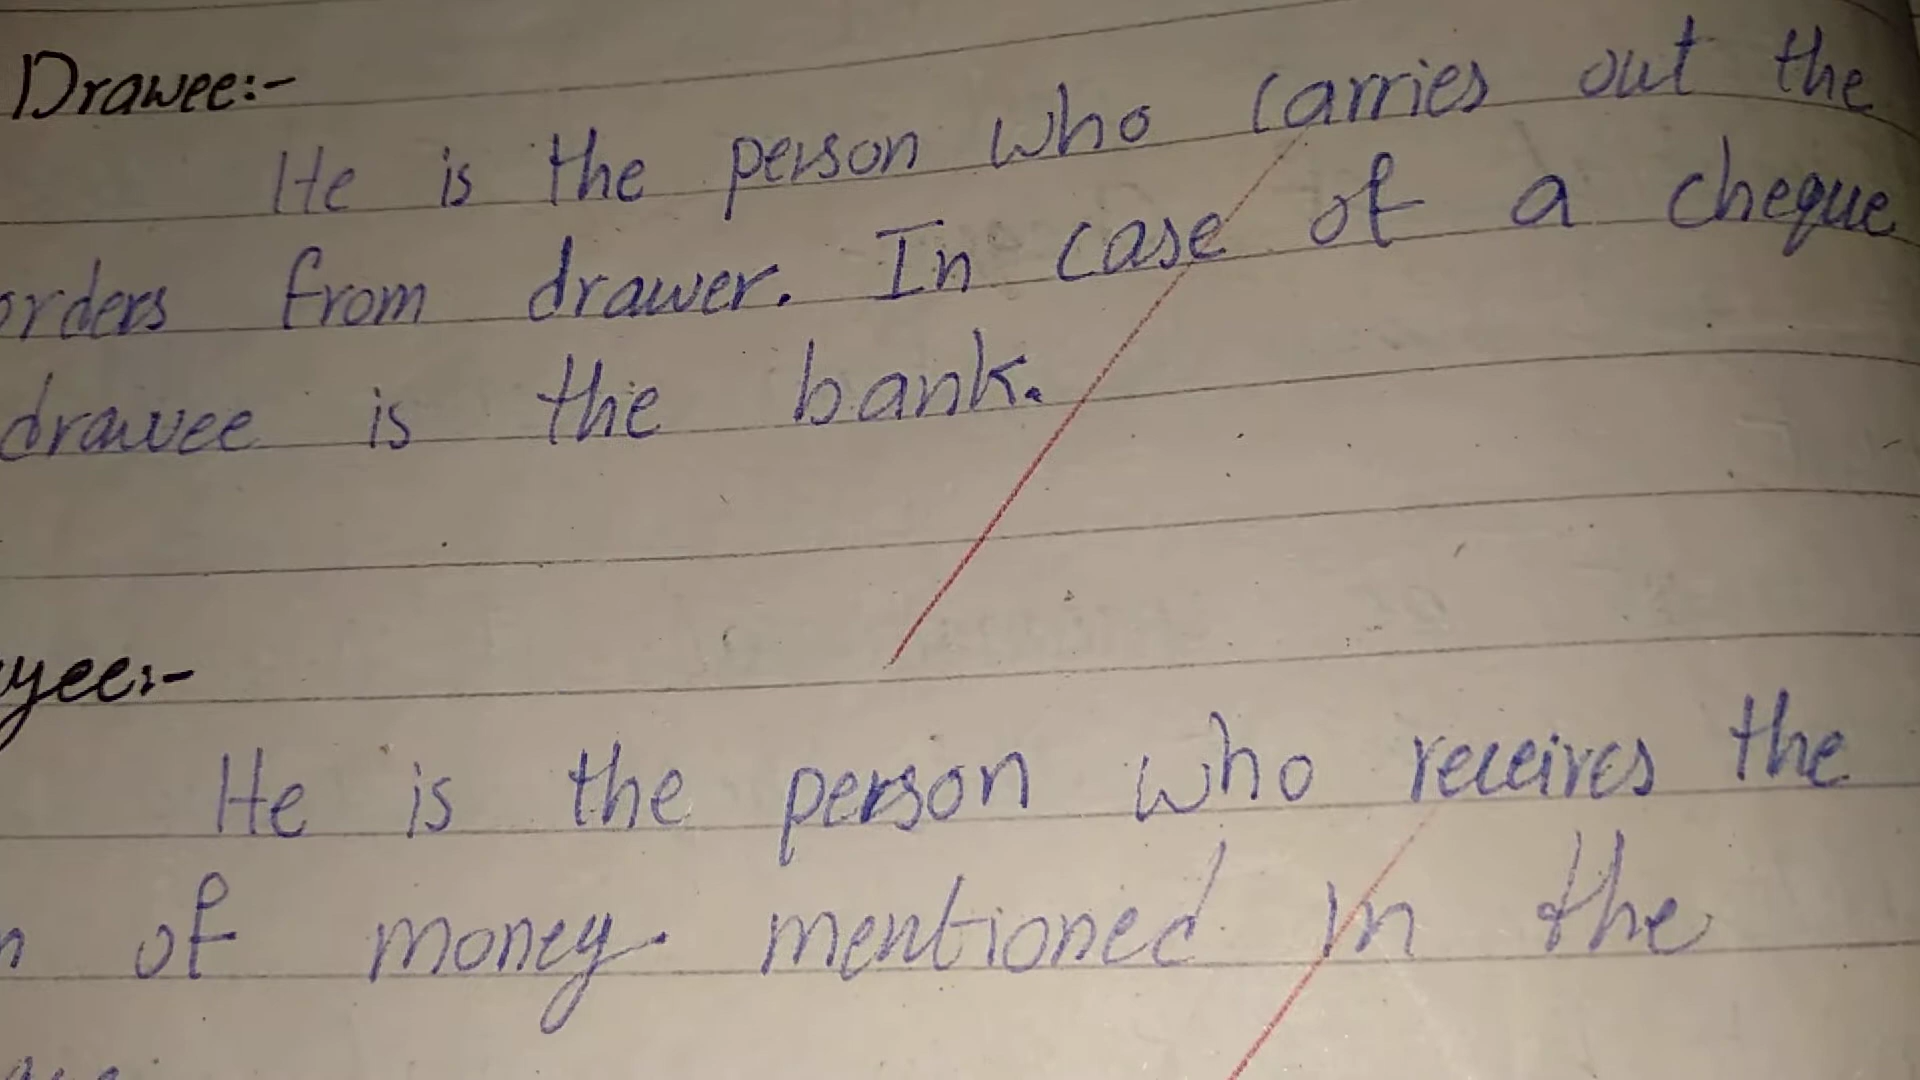 Drawee:-
He is the person who carries out the
orders from drawer. In case of a cheque
drawee is the bank.
yee:-
He is the person who receives the
of money mentioned in the